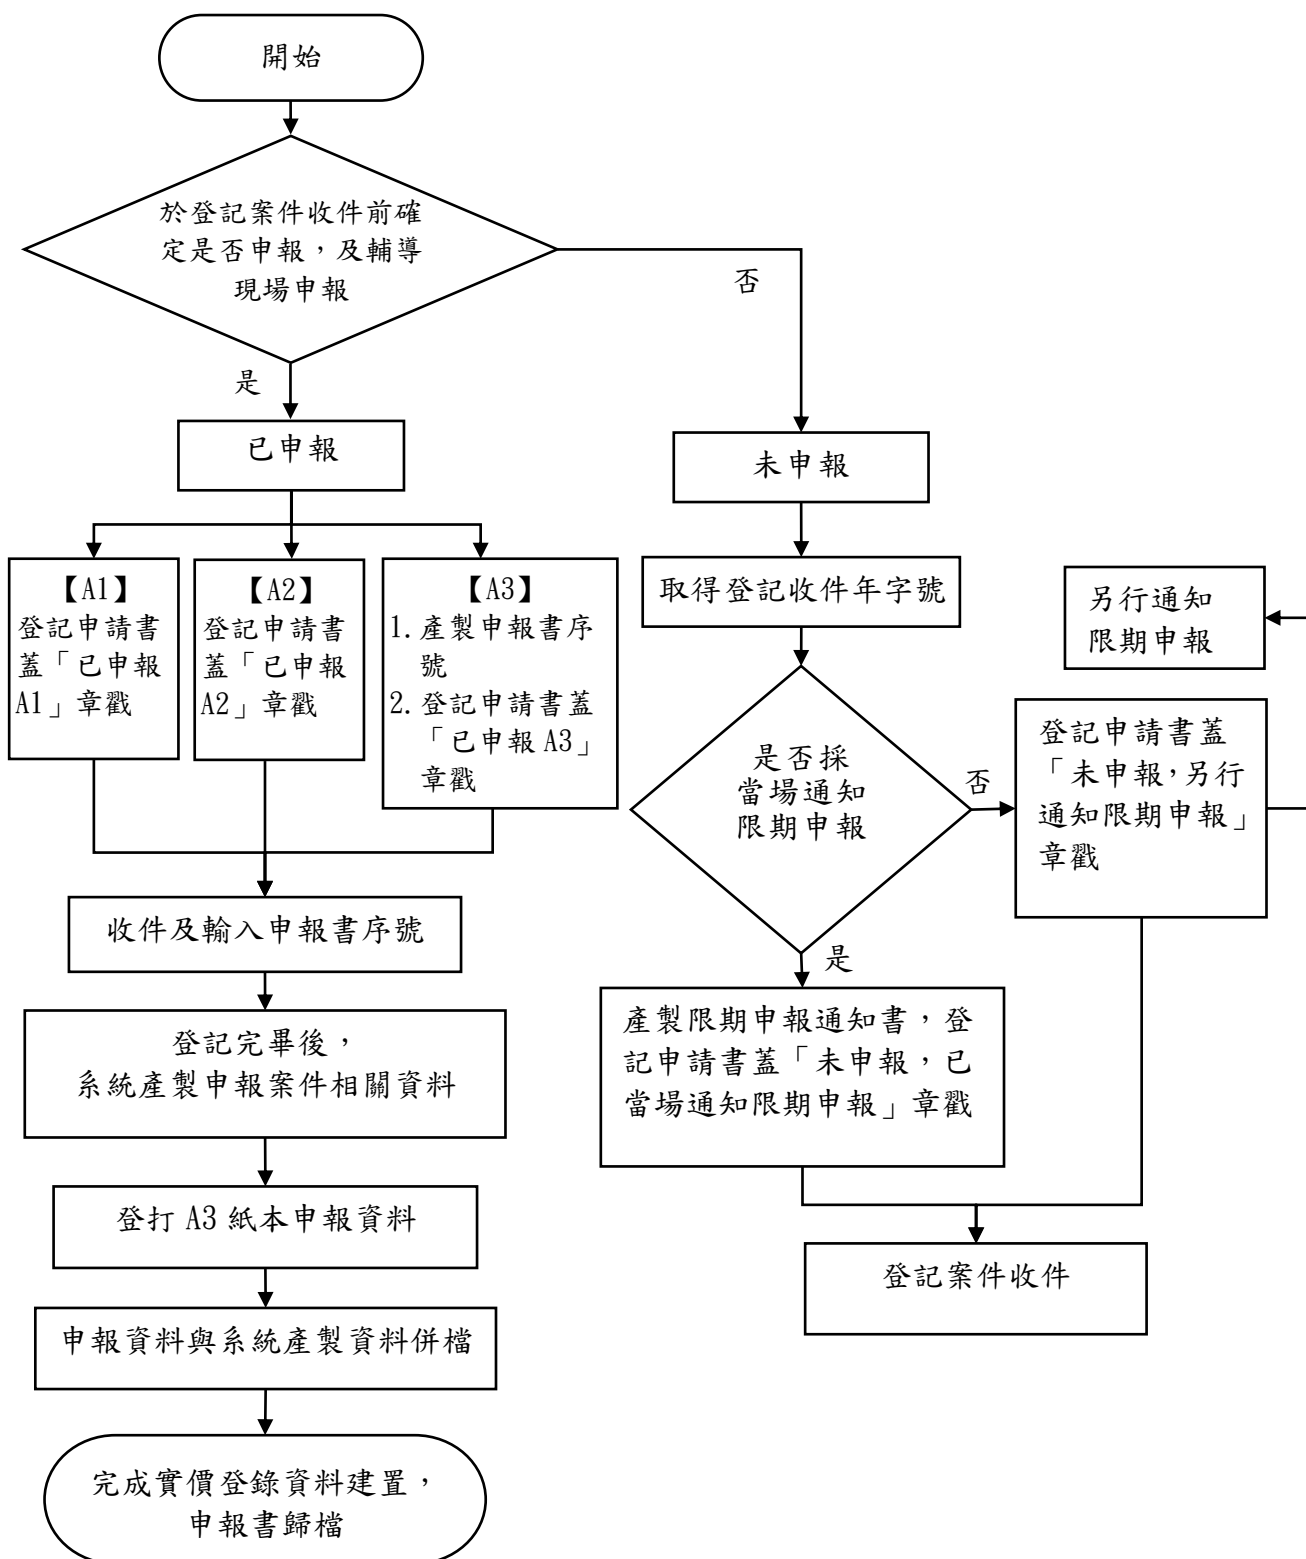 開始
於登記案件收件前確
定是否申報，及輔導
現場申報
否
是
已申報
未申報
【A1】
登記申請書
蓋「已申報
A1」章戳
【A2】
登記申請書
蓋「已申報
A2」章戳
【A3】
1.產製申報書序
號
2.登記申請書蓋
「已申報 A3」
章戳
取得登記收件年字號
另行通知
限期申報
是否採
當場通知
限期申報
否
登記申請書蓋
「未申報，另行
通知限期申報」
章戳
收件及輸入申報書序號
是
登記完畢後，
系統產製申報案件相關資料
產製限期申報通知書，登
記申請書蓋「未申報，已
當場通知限期申報」章戳
登打 A3 紙本申報資料
登記案件收件
申報資料與系統產製資料併檔
完成實價登錄資料建置，
申報書歸檔